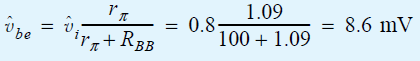 v̂_be = v̂_i r_π / (r_π + R_BB) = 0.8 1.09 / (100 + 1.09) = 8.6 mV